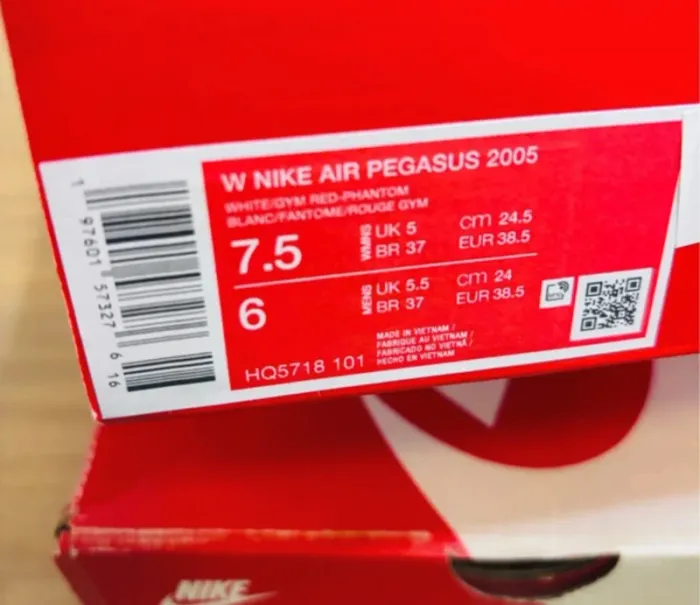 W NIKE AIR PEGASUS 2005
WHITE/GYM RED-PHANTOM
BLANC/FANTOME/ROUGE GYM
7.5 WMNS UK 5 cm 24.5
BR 37 EUR 38.5
6 MENS UK 5.5 cm 24
BR 37 EUR 38.5
MADE IN VIETNAM /
FABRIQUE AU VIETNAM /
FABRICADO NO VIETNÃ /
HECHO EN VIETNAM
HQ5718 101
1 97601 57327 6 16
NIKE